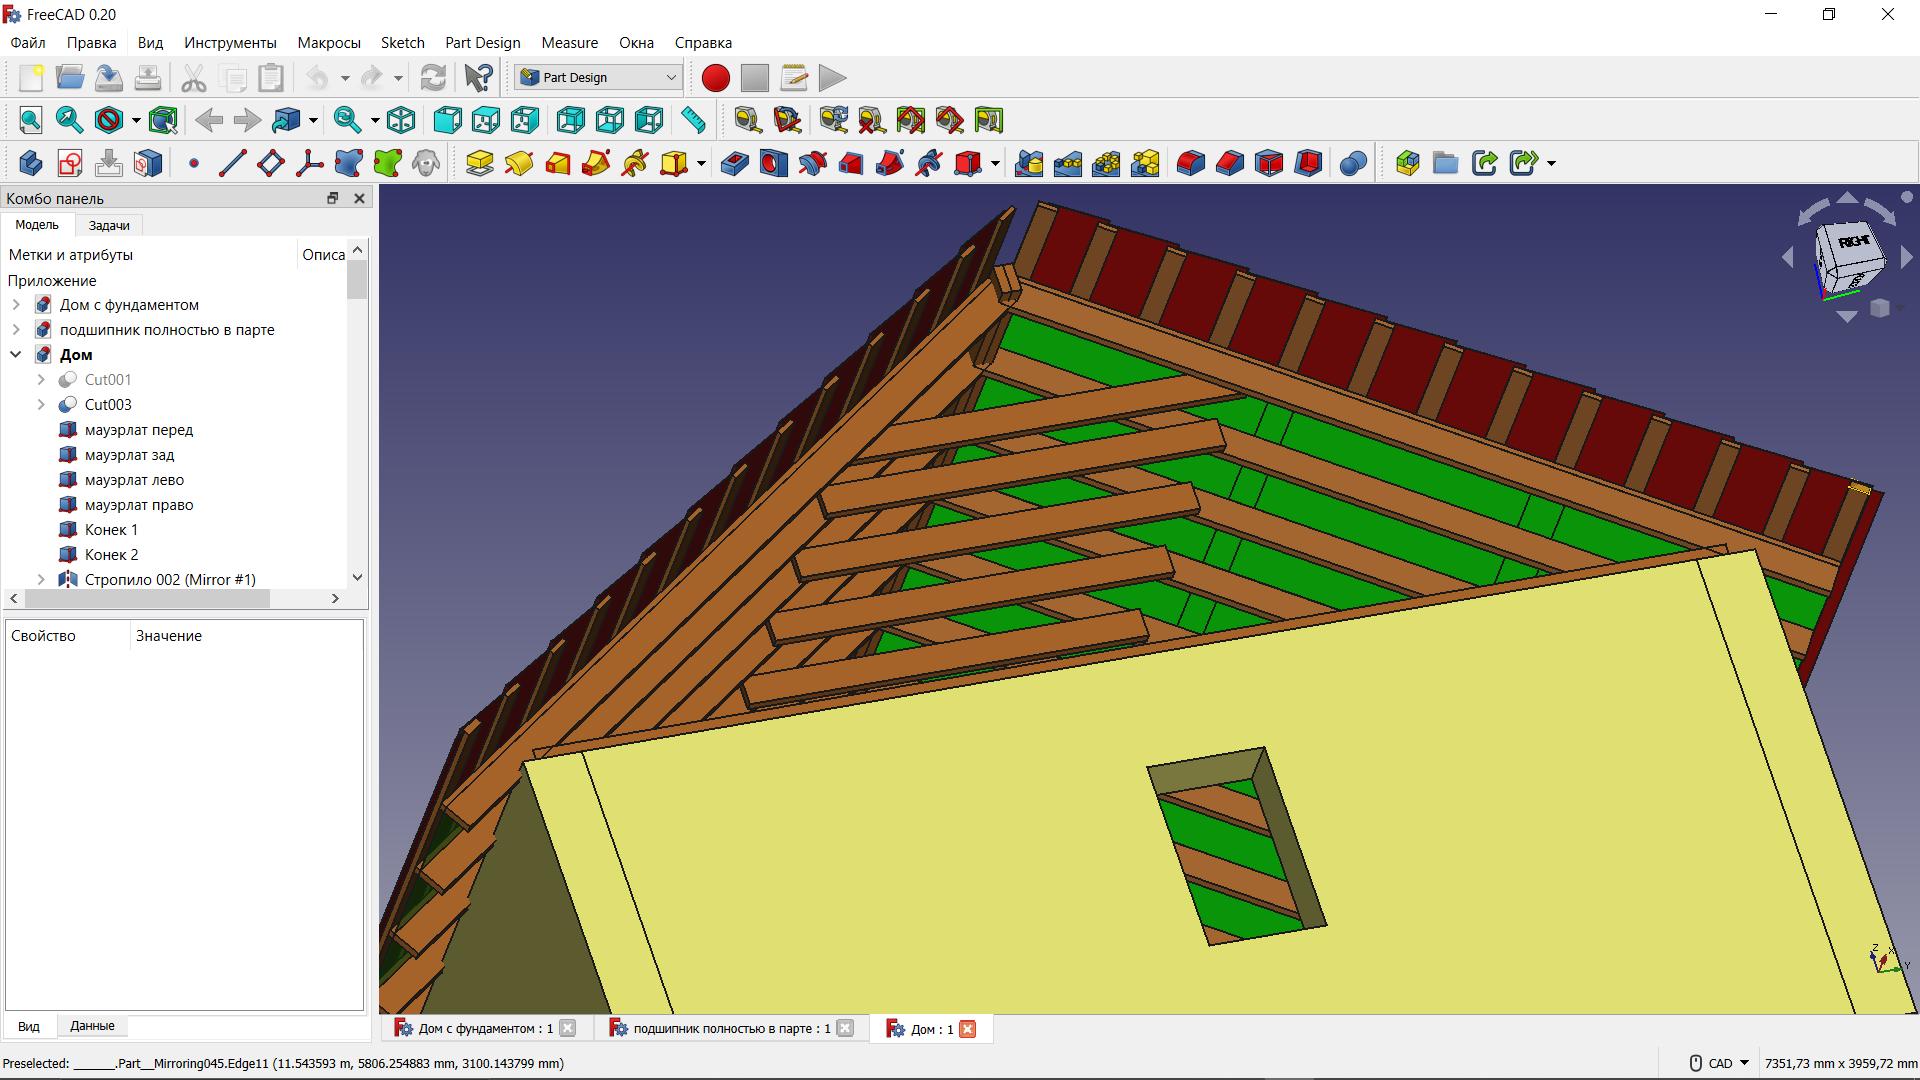 FreeCAD 0.20
Файл Правка Вид Инструменты Макросы Sketch Part Design Measure Окна Справка
Part Design
Комбо панель
Модель Задачи
Метки и атрибуты Описа
Приложение
Дом с фундаментом
подшипник полностью в парте
Дом
Cut001
Cut003
мауэрлат перед
мауэрлат зад
мауэрлат лево
мауэрлат право
Конек 1
Конек 2
Стропило 002 (Mirror #1)
Свойство Значение
RIGHT
Z X Y
Вид Данные
Дом с фундаментом : 1 подшипник полностью в парте : 1 Дом : 1
Preselected: _______.Part__Mirroring045.Edge11 (11.543593 m, 5806.254883 mm, 3100.143799 mm) CAD 7351,73 mm x 3959,72 mm